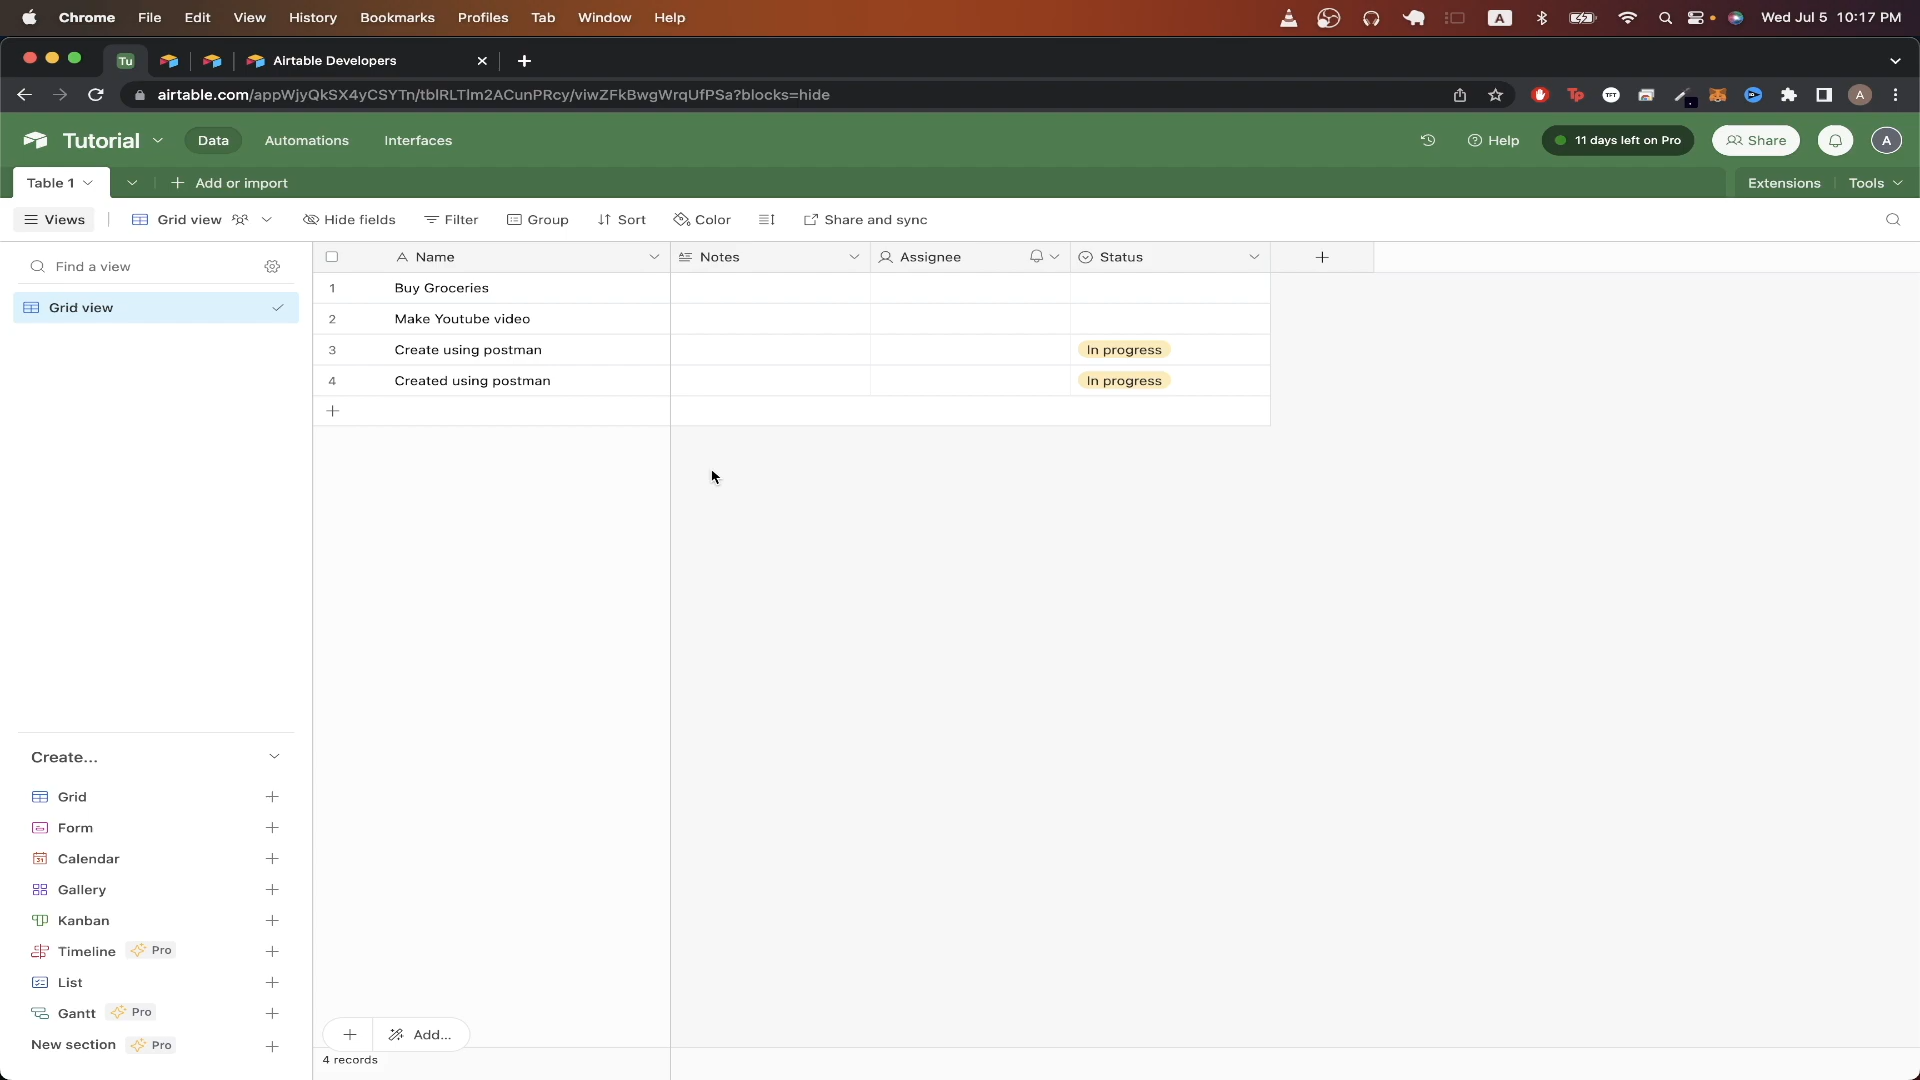 Chrome File Edit View History Bookmarks Profiles Tab Window Help A Wed Jul 5 10:17 PM
Tu Airtable Developers
airtable.com/appWjyQkSX4yCSYTn/tblRLTIm2ACunPRcy/viwZFkBwgWrqUfPSa?blocks=hide Tp A
Tutorial Data Automations Interfaces Help 11 days left on Pro Share A
Table 1 Add or import Extensions Tools
Views Grid view Hide fields Filter Group Sort Color Share and sync
Find a view Name Notes Assignee Status
Grid view
1 Buy Groceries
2 Make Youtube video
3 Create using postman In progress
4 Created using postman In progress
Create...
Grid
Form
Calendar
Gallery
Kanban
Timeline Pro
List
Gantt Pro
New section Pro
Add...
4 records